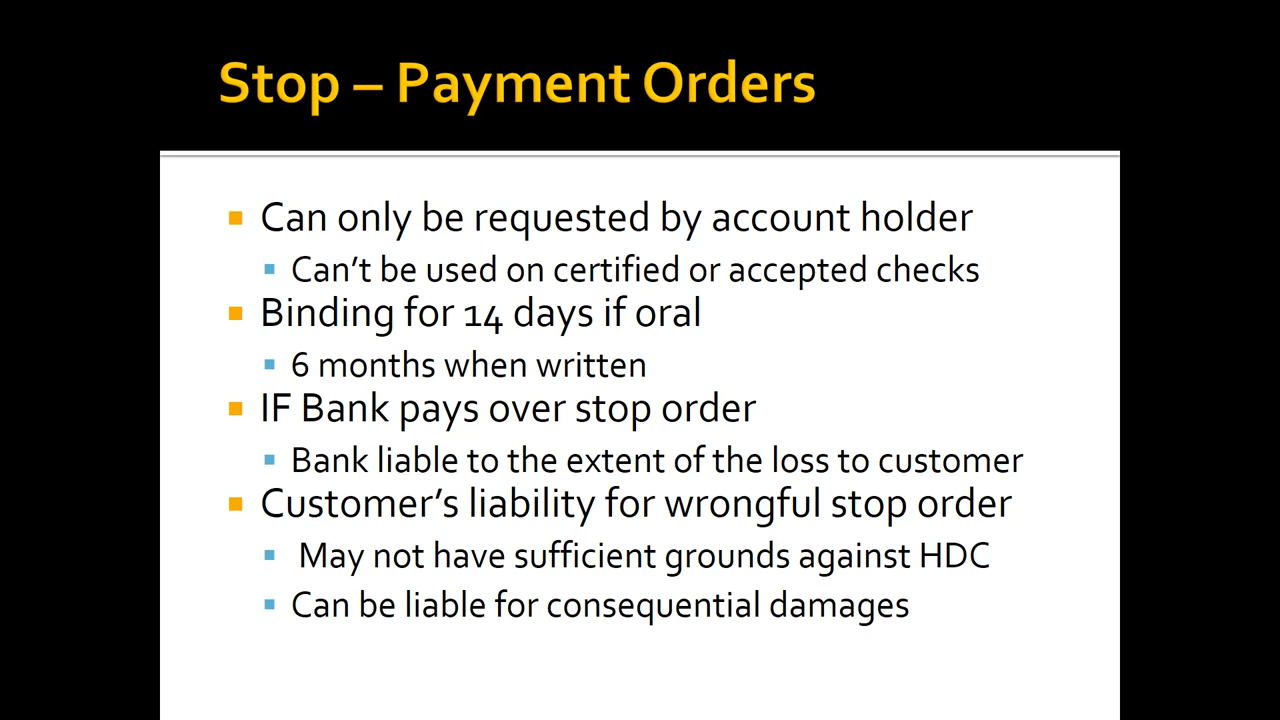 Stop – Payment Orders
Can only be requested by account holder
Can't be used on certified or accepted checks
Binding for 14 days if oral
6 months when written
IF Bank pays over stop order
Bank liable to the extent of the loss to customer
Customer's liability for wrongful stop order
May not have sufficient grounds against HDC
Can be liable for consequential damages